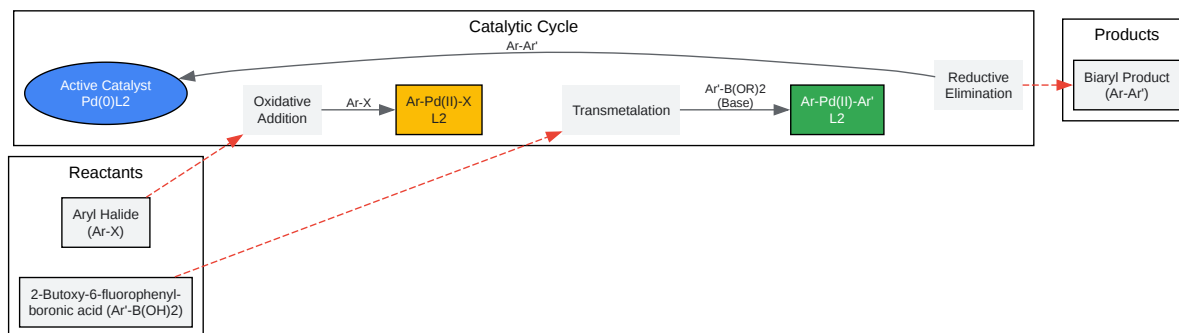 Catalytic Cycle
Ar-Ar'
Active Catalyst
Pd(0)L2
Oxidative
Addition
Ar-X
Ar-Pd(II)-X
L2
Transmetalation
Ar'-B(OR)2
(Base)
Ar-Pd(II)-Ar'
L2
Reductive
Elimination
Products
Biaryl Product
(Ar-Ar')
Reactants
Aryl Halide
(Ar-X)
2-Butoxy-6-fluorophenyl-
boronic acid (Ar'-B(OH)2)